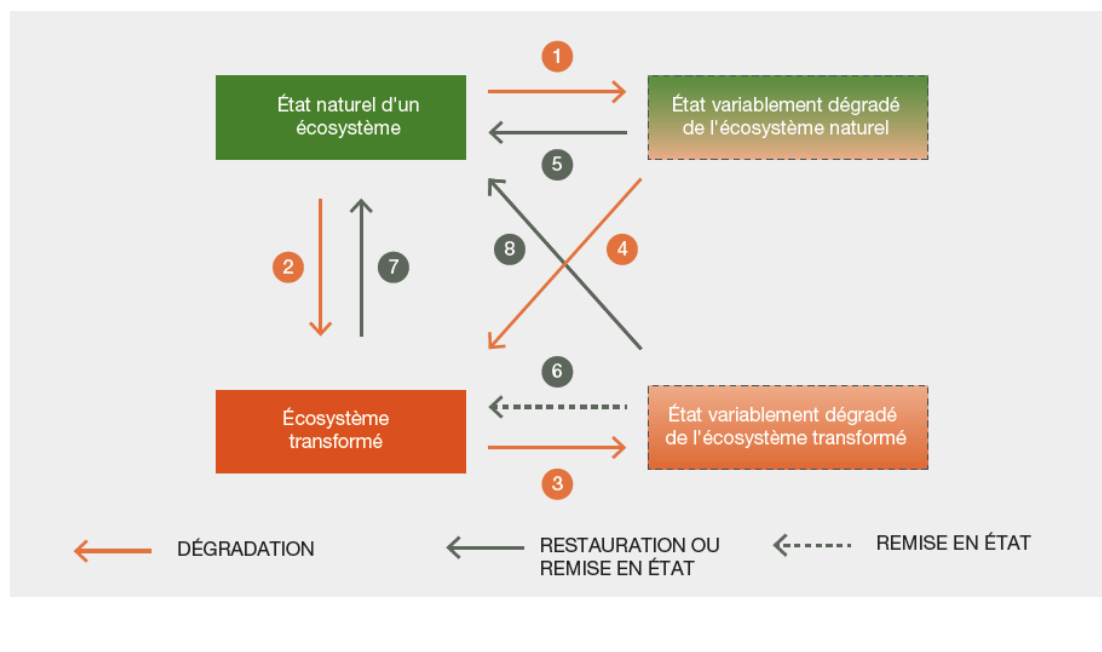 1
État naturel d'un
écosystème
État variablement dégradé
de l'écosystème naturel
5
2
7
8
4
6
Écosystème
transformé
État variablement dégradé
de l'écosystème transformé
3
DÉGRADATION
RESTAURATION OU
REMISE EN ÉTAT
REMISE EN ÉTAT